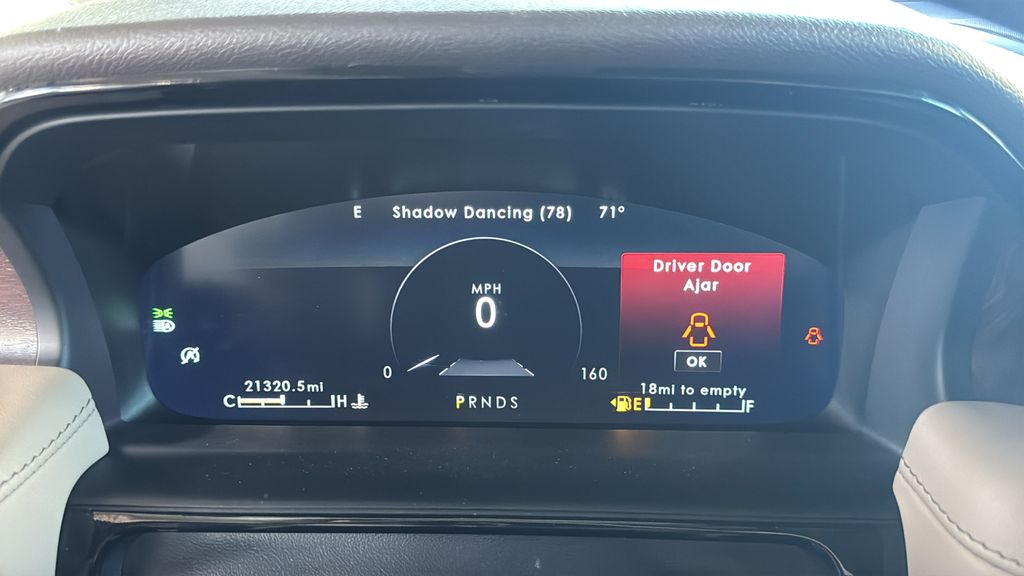 E Shadow Dancing (78) 71°
Driver Door
Ajar
MPH
0
OK
0 160
21320.5mi 18mi to empty
C H PRNDS E F